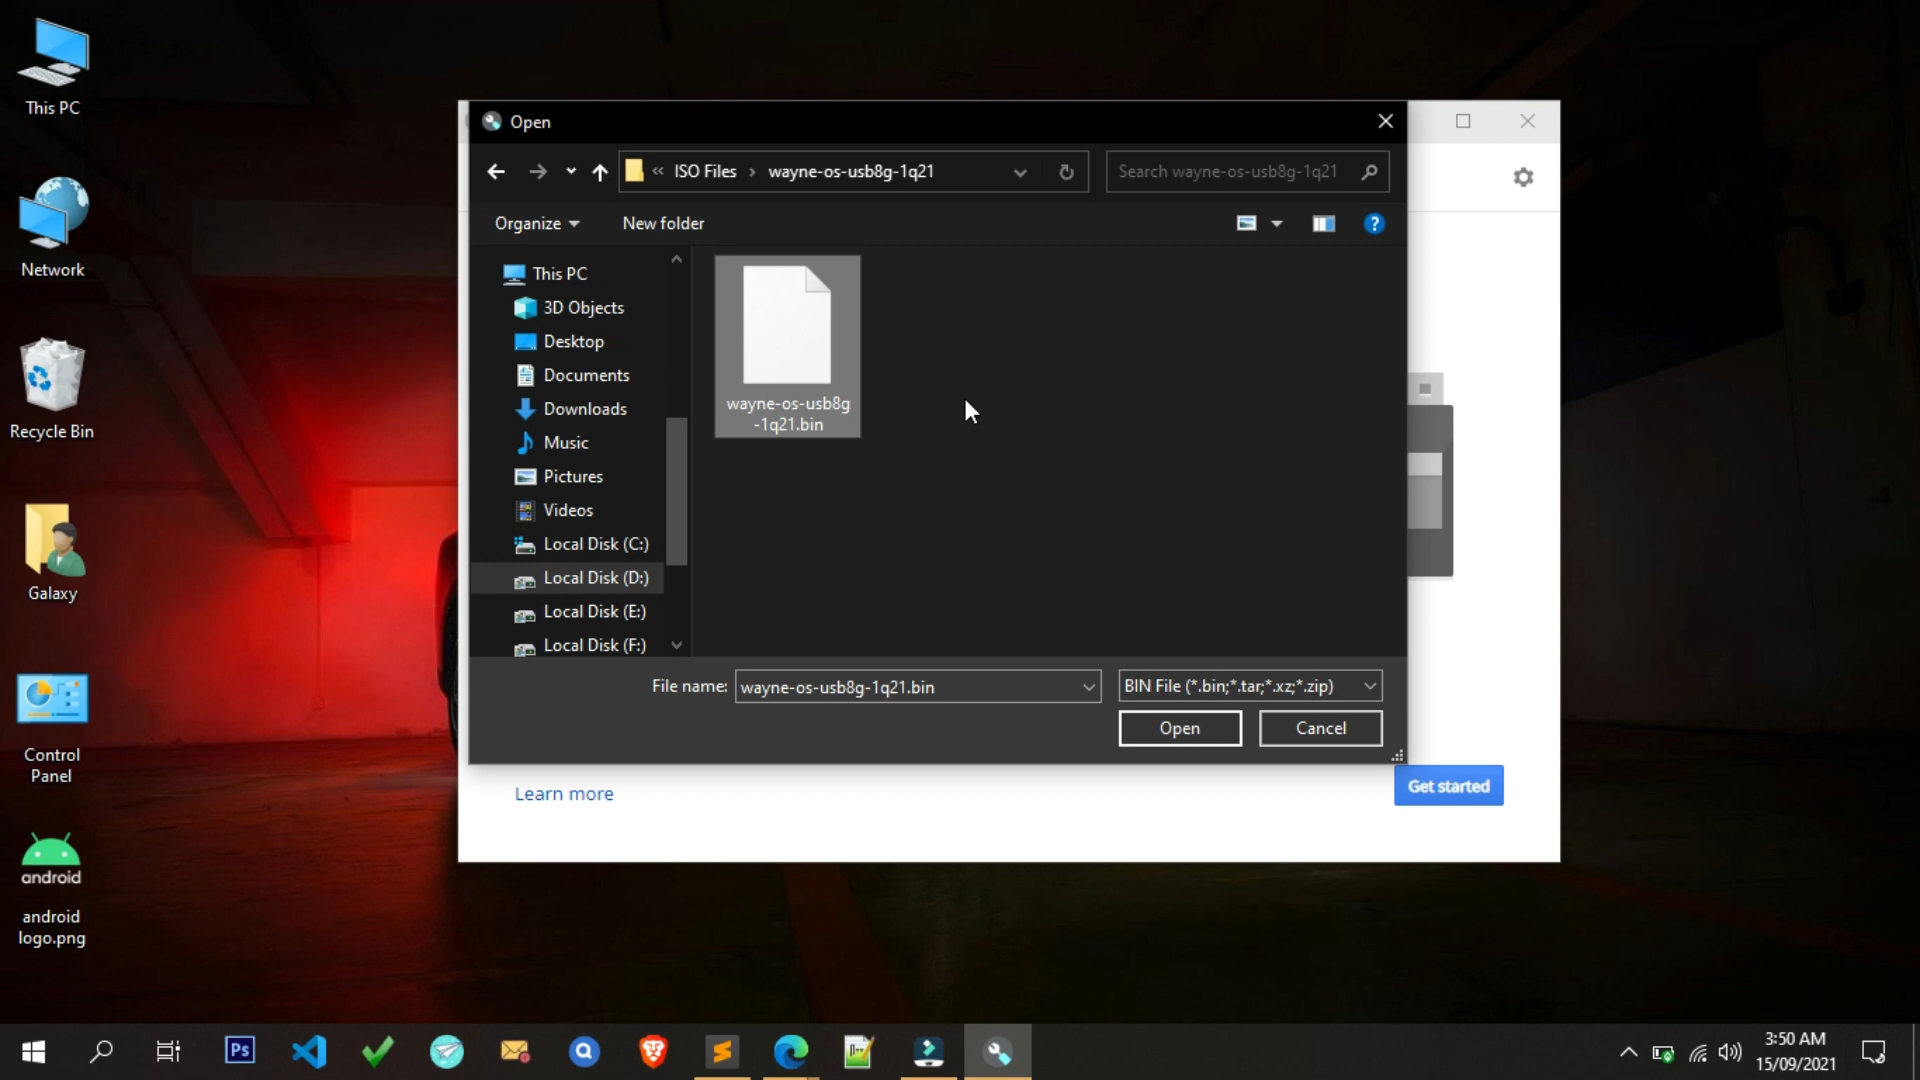 This PC
Network
Recycle Bin
Galaxy
Control
Panel
android
android
logo.png
Open
« ISO Files > wayne-os-usb8g-1q21
Search wayne-os-usb8g-1q21
Organize
New folder
?
This PC
3D Objects
Desktop
Documents
Downloads
Music
Pictures
Videos
Local Disk (C:)
Local Disk (D:)
Local Disk (E:)
Local Disk (F:)
wayne-os-usb8g
-1q21.bin
File name:
wayne-os-usb8g-1q21.bin
BIN File (*.bin;*.tar;*.xz;*.zip)
Open
Cancel
Learn more
Get started
Ps
3:50 AM
15/09/2021